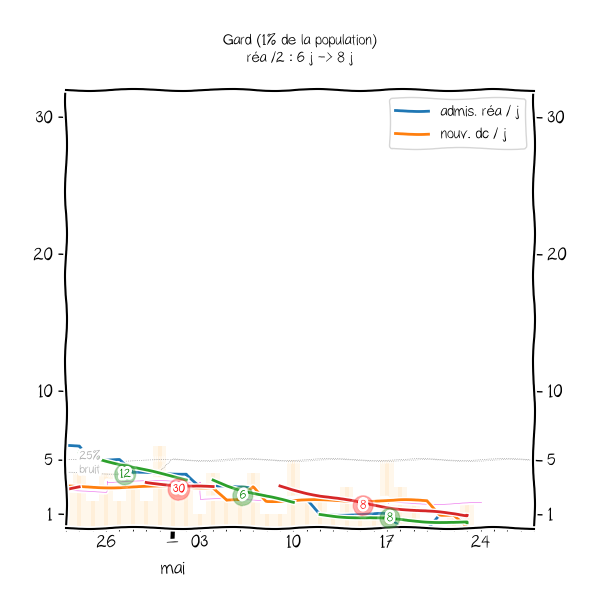 Gard (1% de la population)
réa /2 : 6 j -> 8 j
admis. réa / j
nouv. dc / j
30 30
20 20
10 10
5 5
1 1
25%
bruit
12
30
6
8
8
26 03 10 17 24
mai